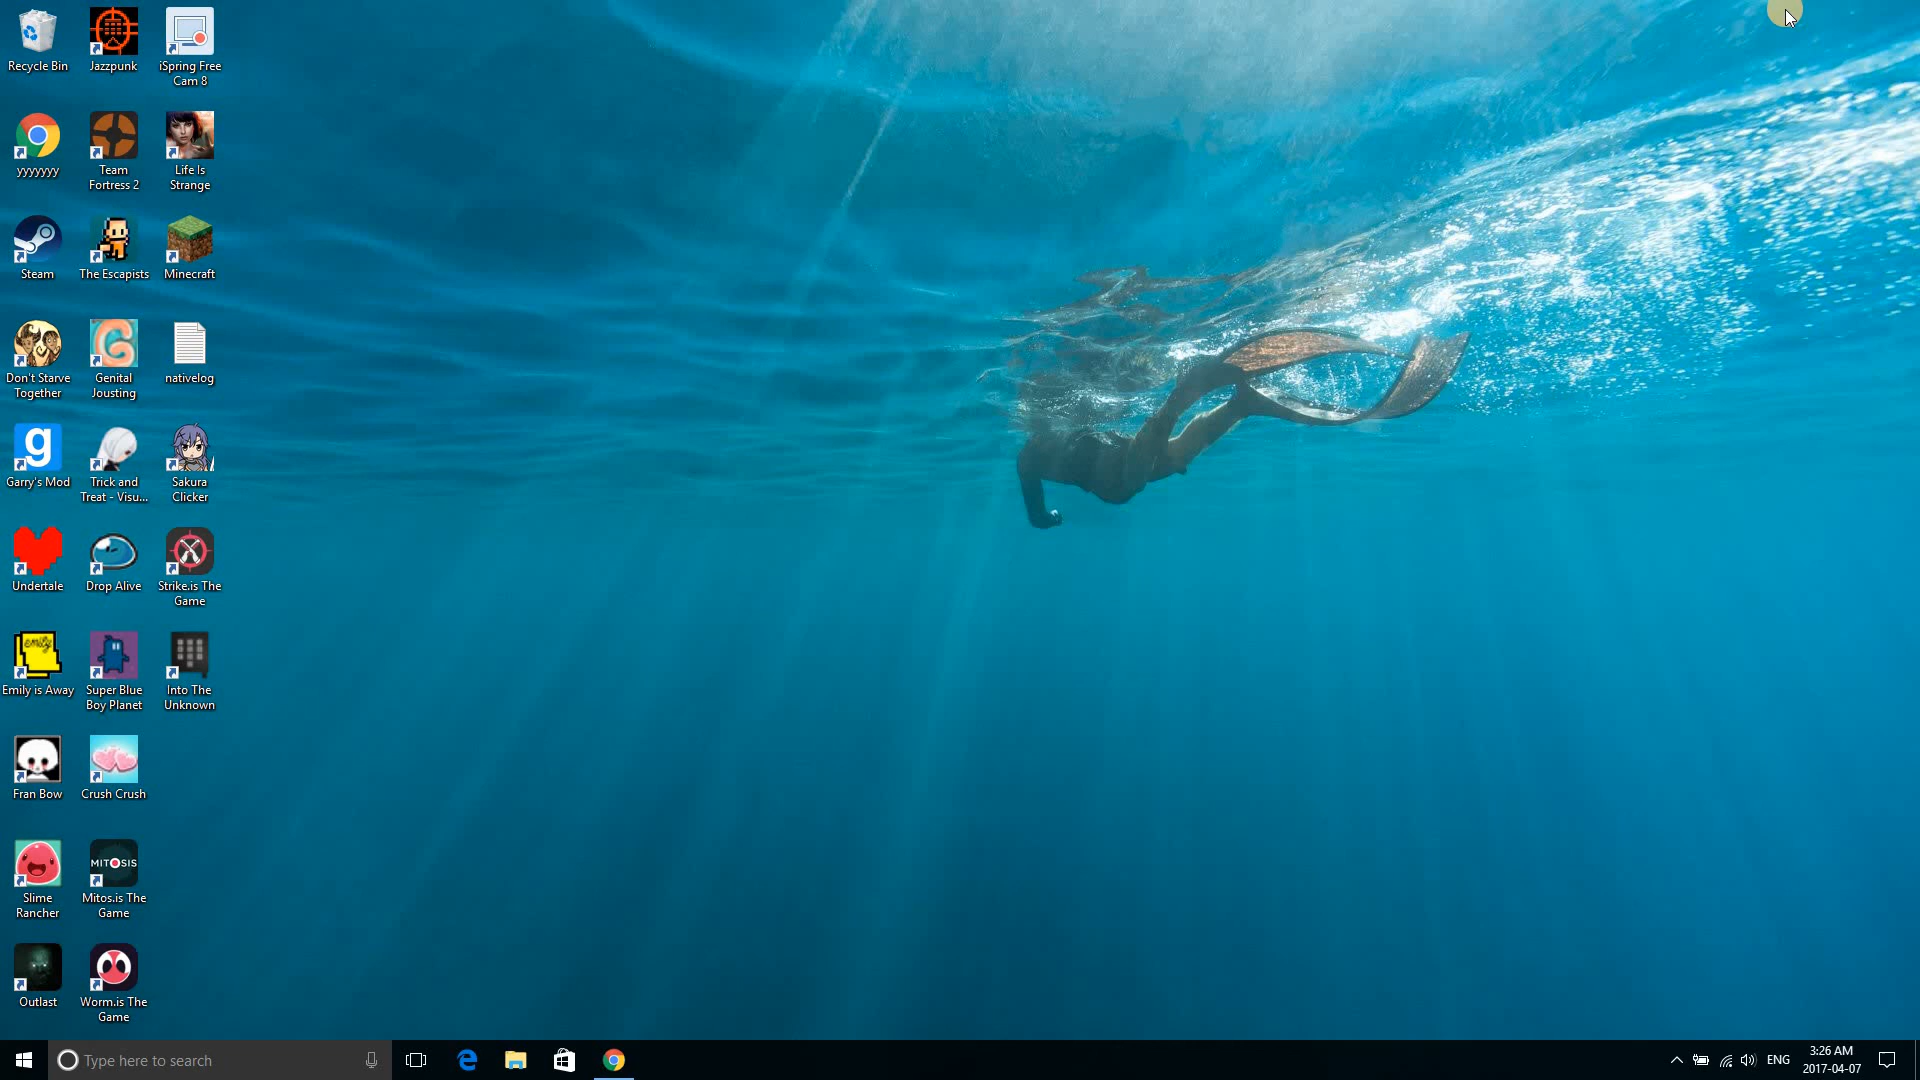 Recycle Bin
Jazzpunk
iSpring Free
Cam 8
yyyyyyy
Team
Fortress 2
Life Is
Strange
Steam
The Escapists
Minecraft
Don't Starve
Together
Genital
Jousting
nativelog
g
Garry's Mod
Trick and
Treat - Visu...
Sakura
Clicker
Undertale
Drop Alive
Strike.is The
Game
emily
Emily is Away
Super Blue
Boy Planet
Into The
Unknown
Fran Bow
Crush Crush
Slime
Rancher
MITOSIS
Mitos.is The
Game
Outlast
Worm.is The
Game
Type here to search
ENG
3:26 AM
2017-04-07